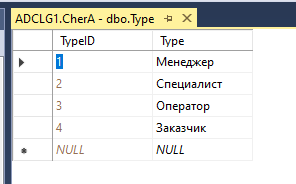 ADCLG1.CherA - dbo.Type
TypeID Type
1 Менеджер
2 Специалист
3 Оператор
4 Заказчик
NULL NULL